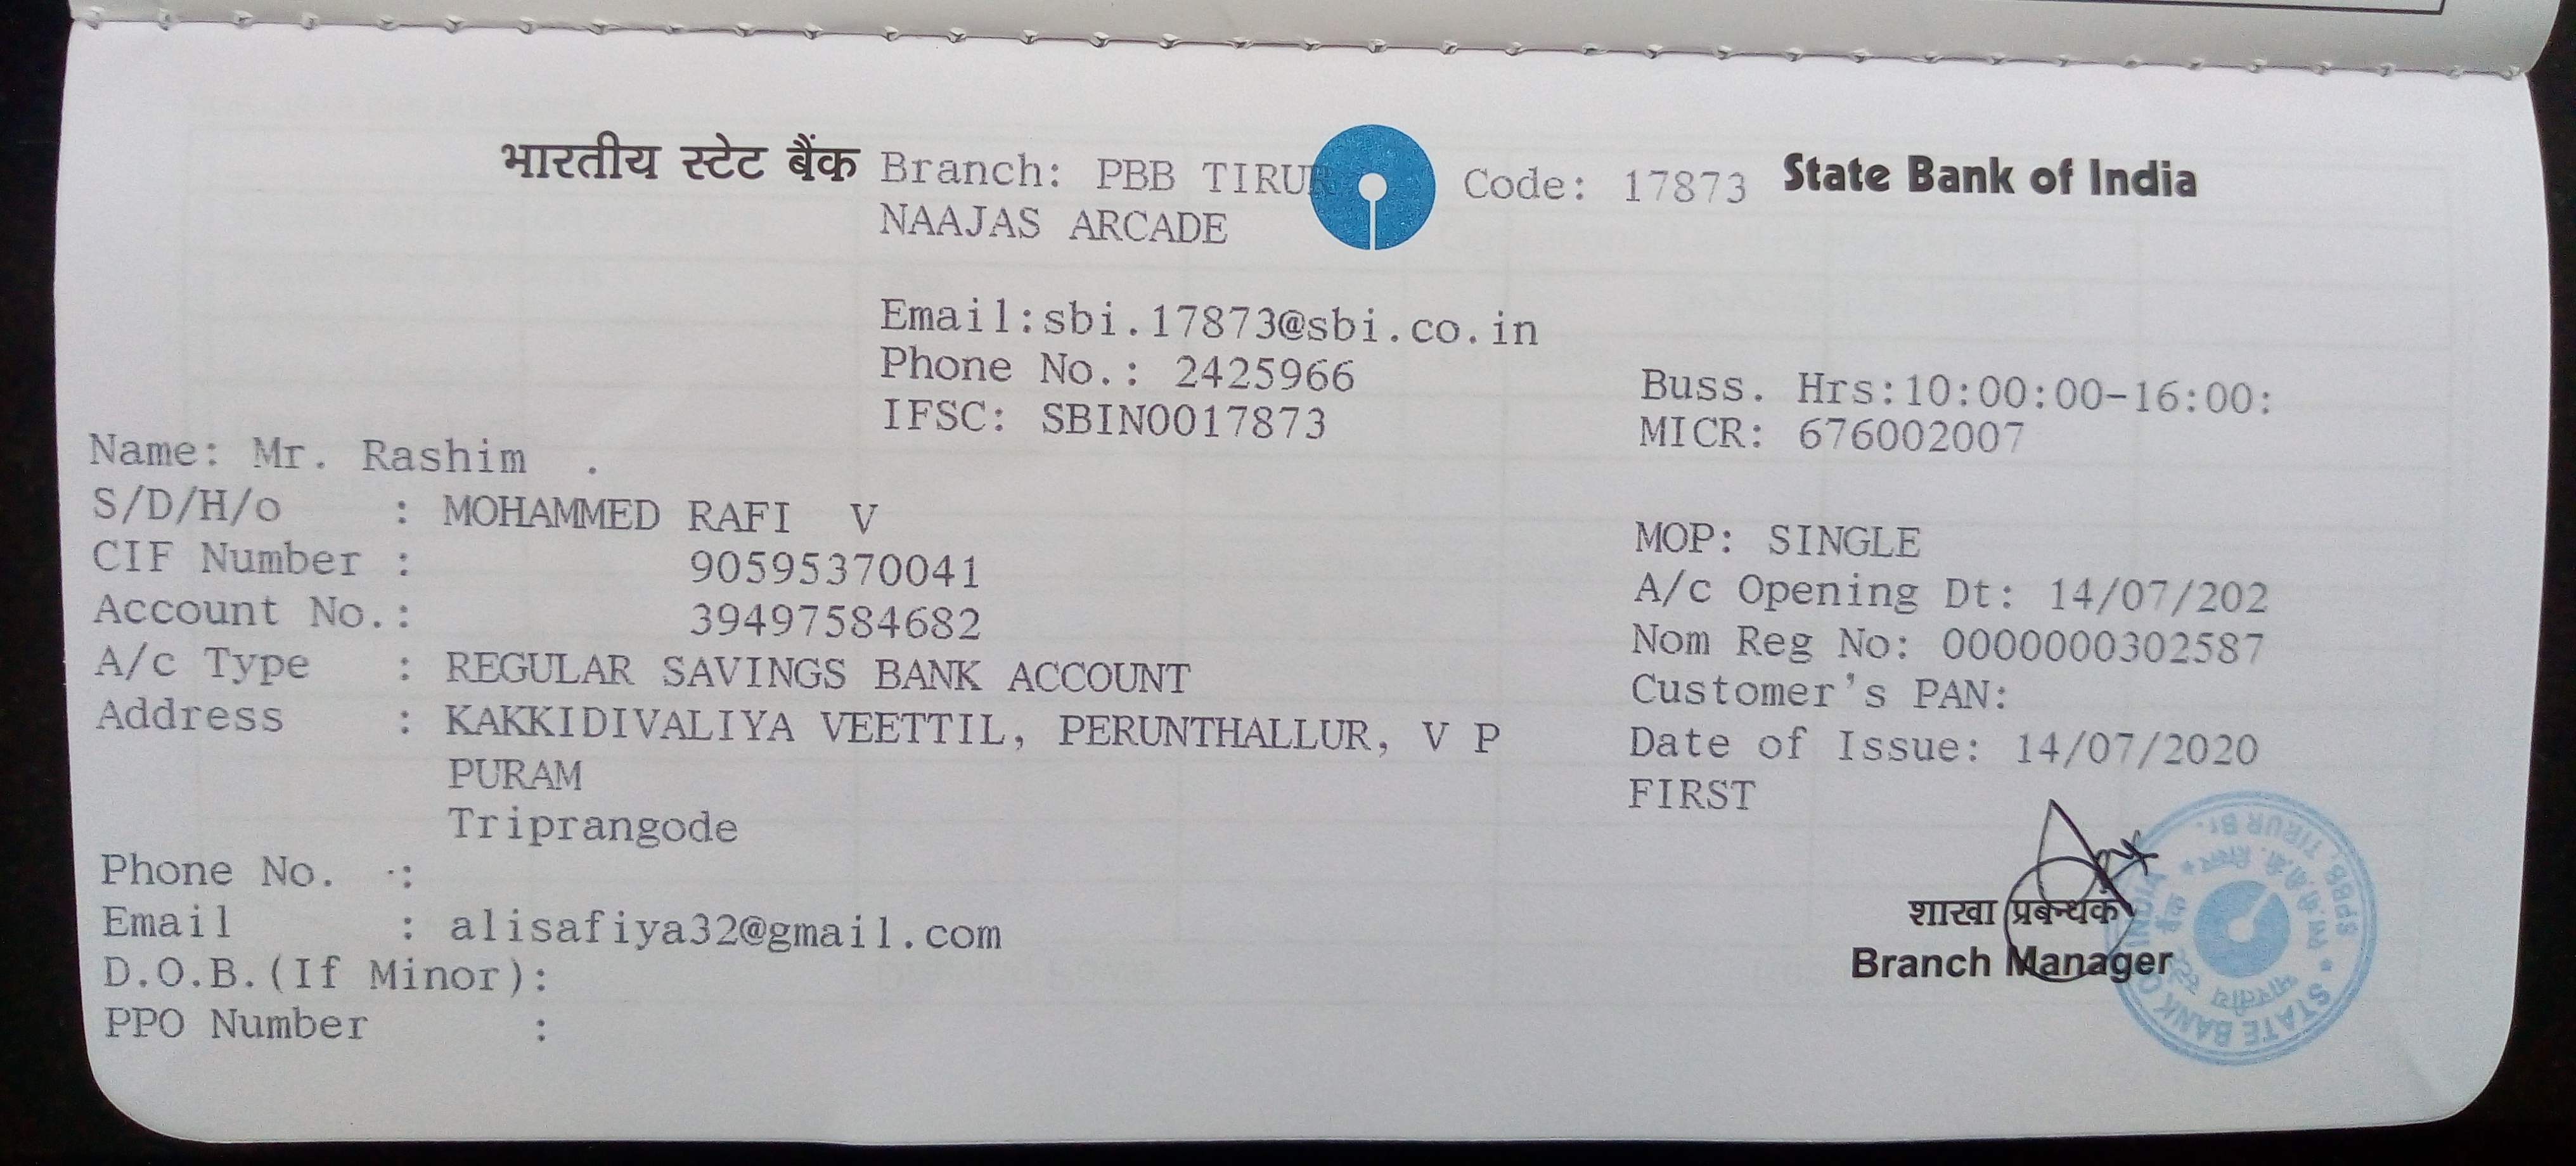 भारतीय स्टेट बैंक Branch: PBB TIRUR Code: 17873 State Bank of India
NAAJAS ARCADE
Email:sbi.17873@sbi.co.in
Phone No.: 2425966
Buss. Hrs:10:00:00-16:00:
IFSC: SBIN0017873
MICR: 676002007
Name: Mr. Rashim .
S/D/H/o : MOHAMMED RAFI V
MOP: SINGLE
CIF Number : 90595370041
A/c Opening Dt: 14/07/202
Account No.: 39497584682
Nom Reg No: 0000000302587
A/c Type : REGULAR SAVINGS BANK ACCOUNT
Customer's PAN:
Address : KAKKIDIVALIYA VEETTIL, PERUNTHALLUR, V P
Date of Issue: 14/07/2020
PURAM
FIRST
Triprangode
Phone No. :
Email : alisafiya32@gmail.com
D.O.B.(If Minor):
PPO Number :
शाखा प्रबन्धक
Branch Manager
STATE BANK OF INDIA * SPBB, TIRUR Br.
भारतीय स्टेट बैंक